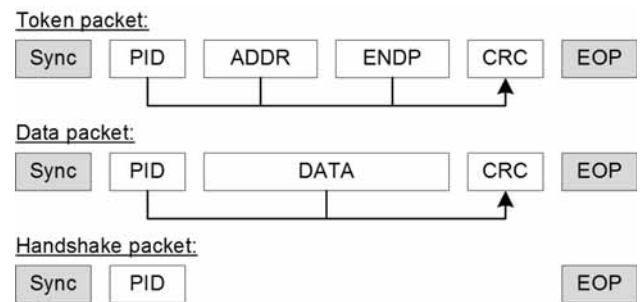 Token packet:
Sync PID ADDR ENDP CRC EOP
Data packet:
Sync PID DATA CRC EOP
Handshake packet:
Sync PID EOP